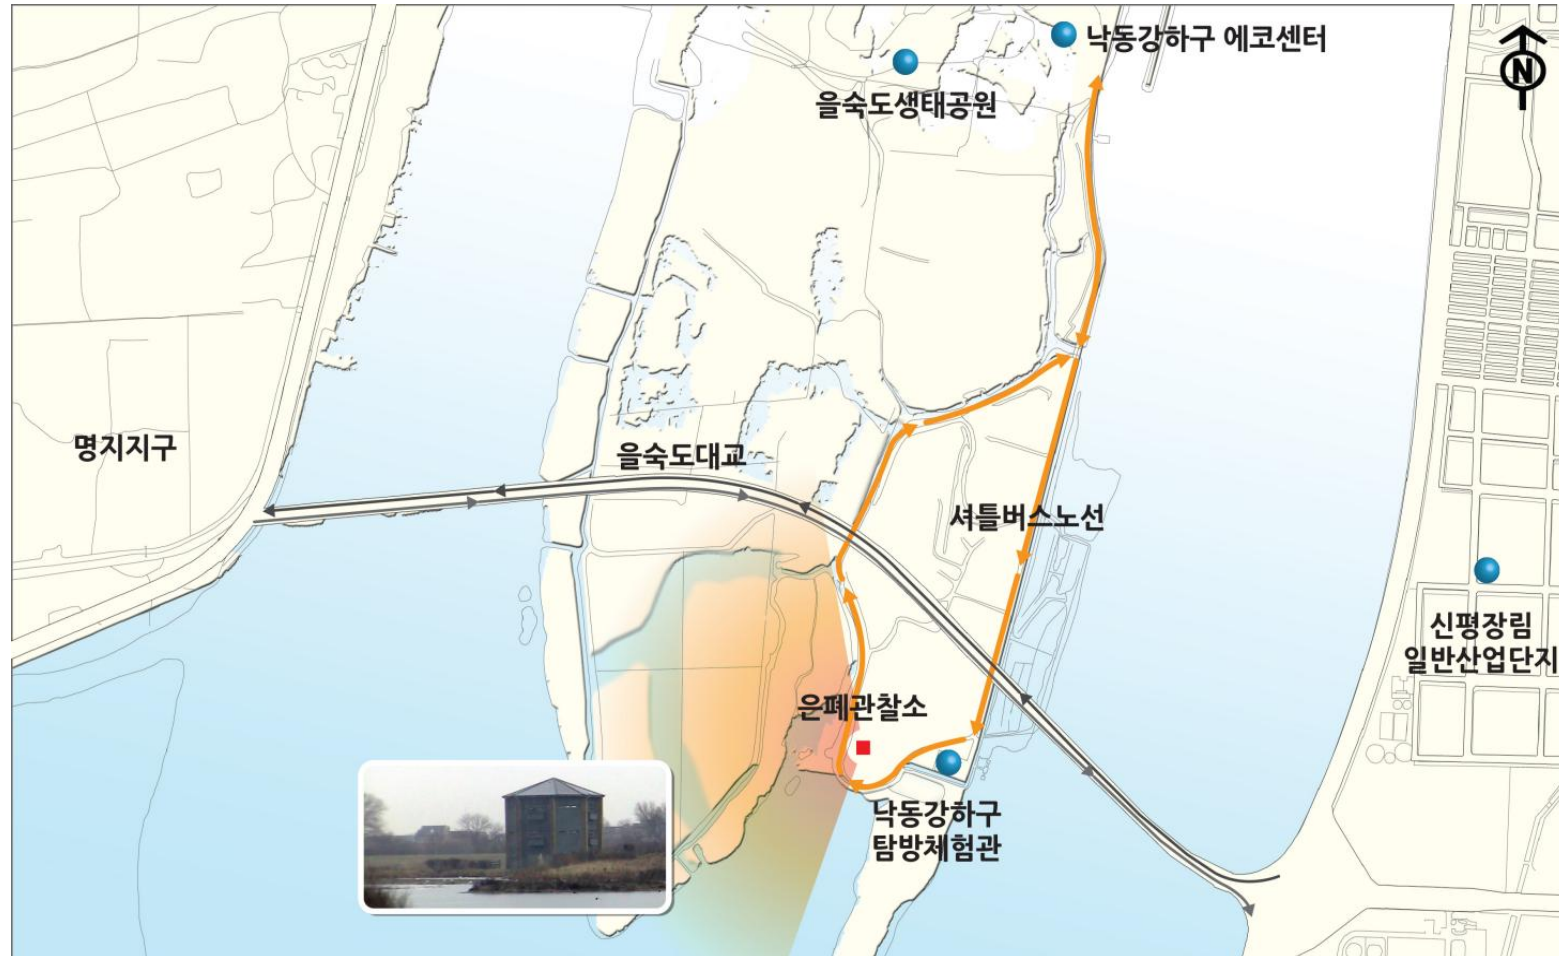 낙동강하구 에코센터
을숙도생태공원
N
명지지구
을숙도대교
셔틀버스노선
신평장림
일반산업단지
은폐관찰소
낙동강하구
탐방체험관